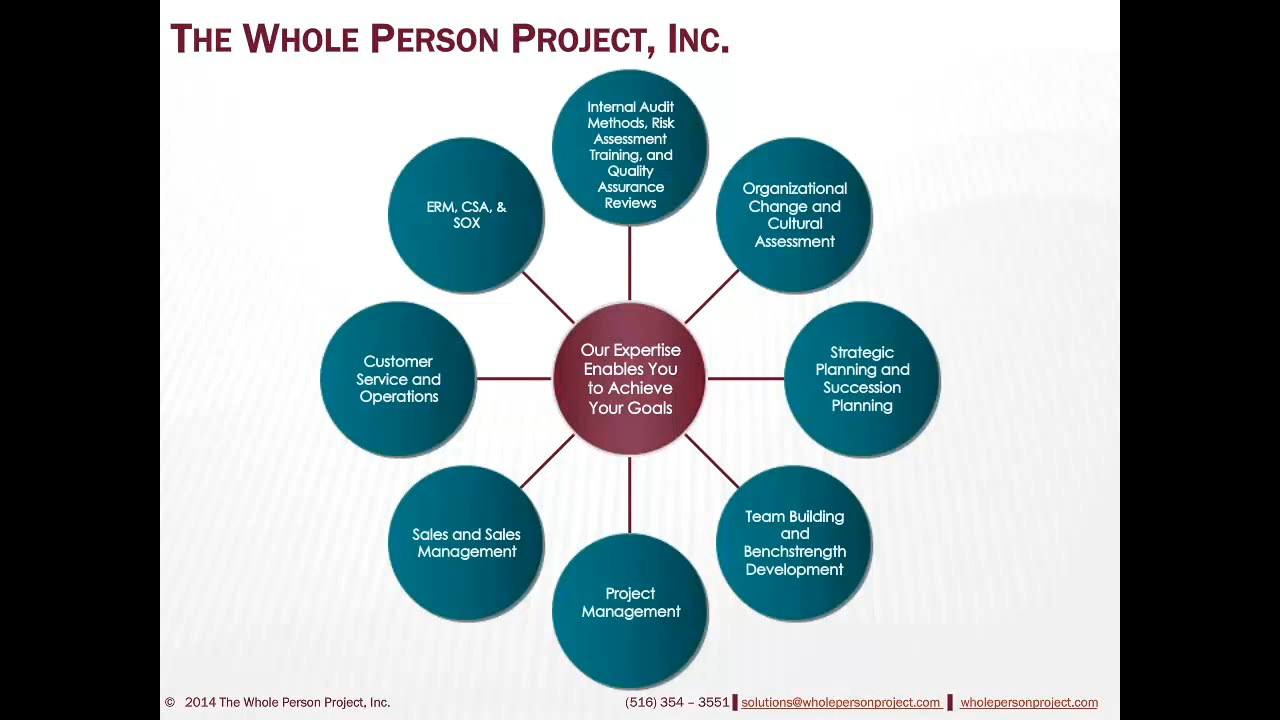 THE WHOLE PERSON PROJECT, INC.
Internal Audit
Methods, Risk
Assessment
Training, and
Quality
Assurance
Reviews
Organizational
Change and
Cultural
Assessment
Strategic
Planning and
Succession
Planning
Team Building
and
Benchstrength
Development
Project
Management
Sales and Sales
Management
Customer
Service and
Operations
ERM, CSA, &
SOX
Our Expertise
Enables You
to Achieve
Your Goals
© 2014 The Whole Person Project, Inc. (516) 354 – 3551 solutions@wholepersonproject.com wholepersonproject.com